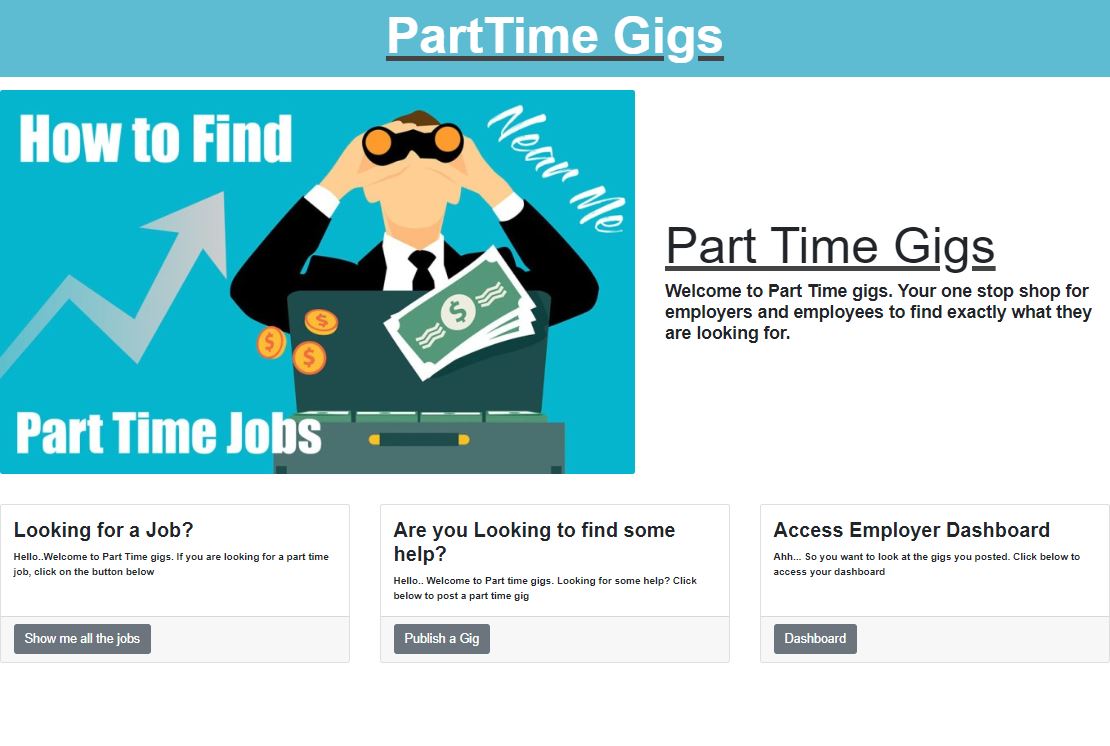 PartTime Gigs
How to Find
Near Me
Part Time Jobs
Part Time Gigs
Welcome to Part Time gigs. Your one stop shop for
employers and employees to find exactly what they
are looking for.
Looking for a Job?
Hello..Welcome to Part Time gigs. If you are looking for a part time
job, click on the button below
Show me all the jobs
Are you Looking to find some
help?
Hello.. Welcome to Part time gigs. Looking for some help? Click
below to post a part time gig
Publish a Gig
Access Employer Dashboard
Ahh... So you want to look at the gigs you posted. Click below to
access your dashboard
Dashboard